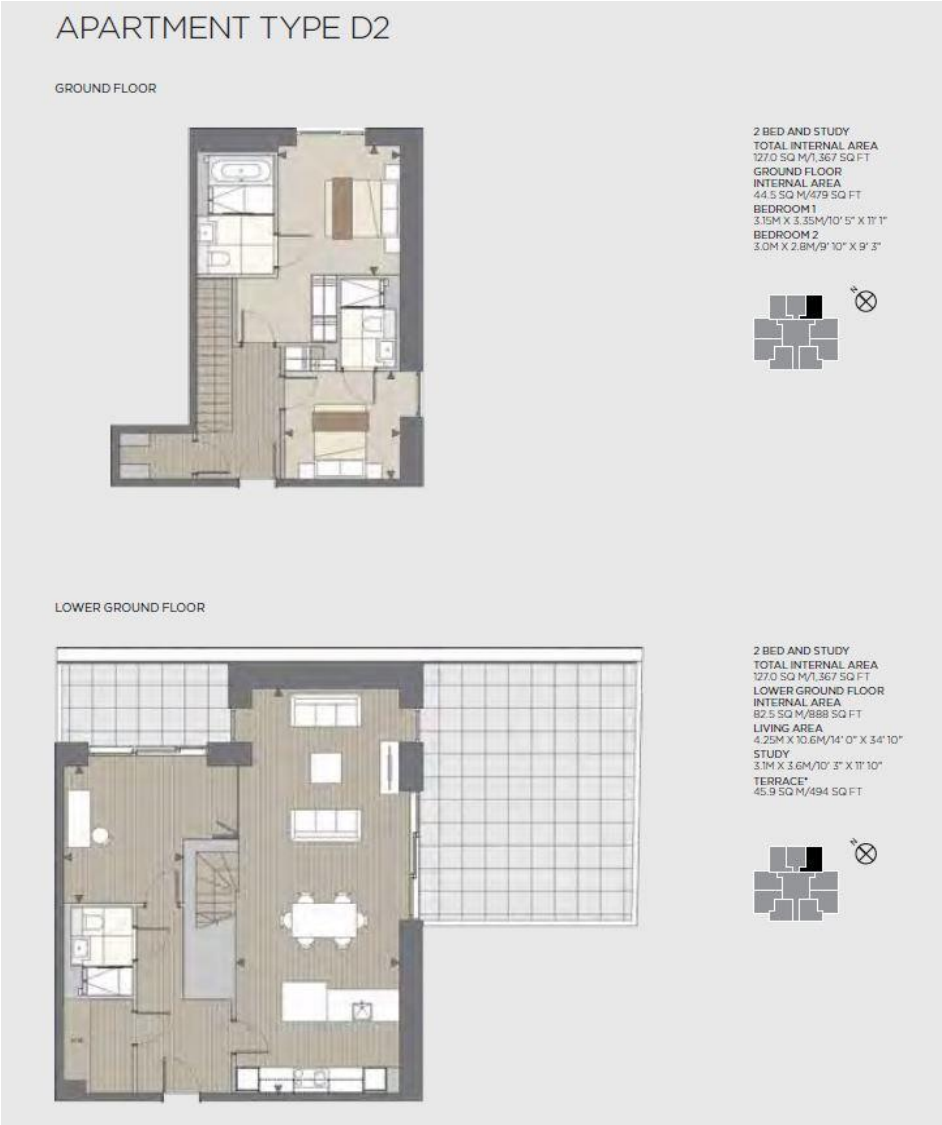 APARTMENT TYPE D2
GROUND FLOOR
2 BED AND STUDY
TOTAL INTERNAL AREA
127.0 SQ M/1,367 SQ FT
GROUND FLOOR
INTERNAL AREA
44.5 SQ M/479 SQ FT
BEDROOM 1
3.15M X 3.35M/10' 5" X 11' 1"
BEDROOM 2
3.0M X 2.8M/9' 10" X 9' 3"
N
LOWER GROUND FLOOR
2 BED AND STUDY
TOTAL INTERNAL AREA
127.0 SQ M/1,367 SQ FT
LOWER GROUND FLOOR
INTERNAL AREA
82.5 SQ M/888 SQ FT
LIVING AREA
4.25M X 10.6M/14' 0" X 34' 10"
STUDY
3.1M X 3.6M/10' 3" X 11' 10"
TERRACE*
45.9 SQ M/494 SQ FT
N